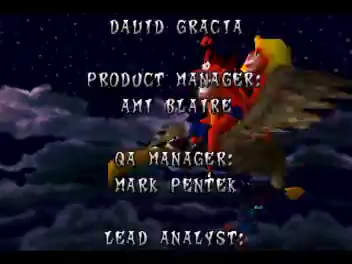 DAVID GRACIA
PRODUCT MANAGER:
AMI BLAIRE
QA MANAGER:
MARK PENTEK
LEAD ANALYST: